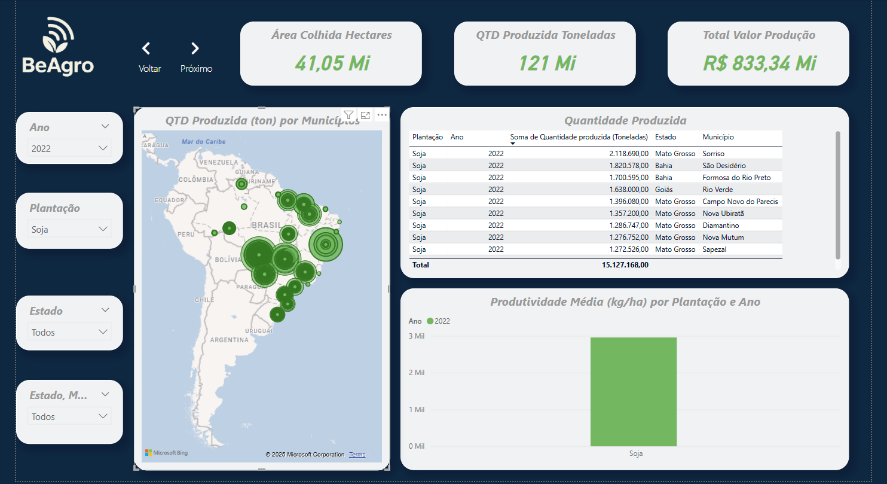 BeAgro
Voltar
Próximo
Área Colhida Hectares
41,05 Mi
QTD Produzida Toneladas
121 Mi
Total Valor Produção
R$ 833,34 Mi
Ano
2022
Plantação
Soja
Estado
Todos
Estado, M...
Todos
QTD Produzida (ton) por Municípios
Mar do Caribe
VENEZUELA
GUIANA
SURINAME
COLÔMBIA
EQUADOR
BRASIL
PERU
BOLÍVIA
PARAGUAI
CHILE
URUGUAI
ARGENTINA
Microsoft Bing
© 2025 Microsoft Corporation Terms
Quantidade Produzida
Plantação Ano Soma de Quantidade produzida (Toneladas) Estado Município
Soja 2022 2.118.690,00 Mato Grosso Sorriso
Soja 2022 1.820.578,00 Bahia São Desidério
Soja 2022 1.700.595,00 Bahia Formosa do Rio Preto
Soja 2022 1.638.000,00 Goiás Rio Verde
Soja 2022 1.396.080,00 Mato Grosso Campo Novo do Parecis
Soja 2022 1.357.200,00 Mato Grosso Nova Ubiratã
Soja 2022 1.286.747,00 Mato Grosso Diamantino
Soja 2022 1.276.752,00 Mato Grosso Nova Mutum
Soja 2022 1.272.526,00 Mato Grosso Sapezal
Total 15.127.168,00
Produtividade Média (kg/ha) por Plantação e Ano
Ano 2022
3 Mil
2 Mil
1 Mil
0 Mil
Soja